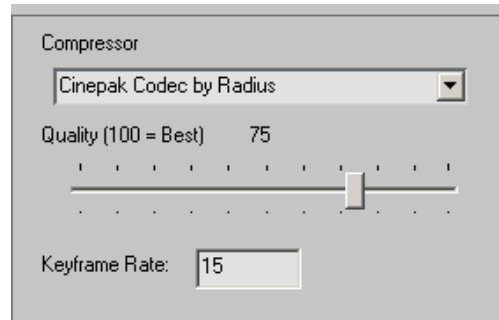 Compressor
Cinepak Codec by Radius
Quality (100 = Best) 75
Keyframe Rate: 15